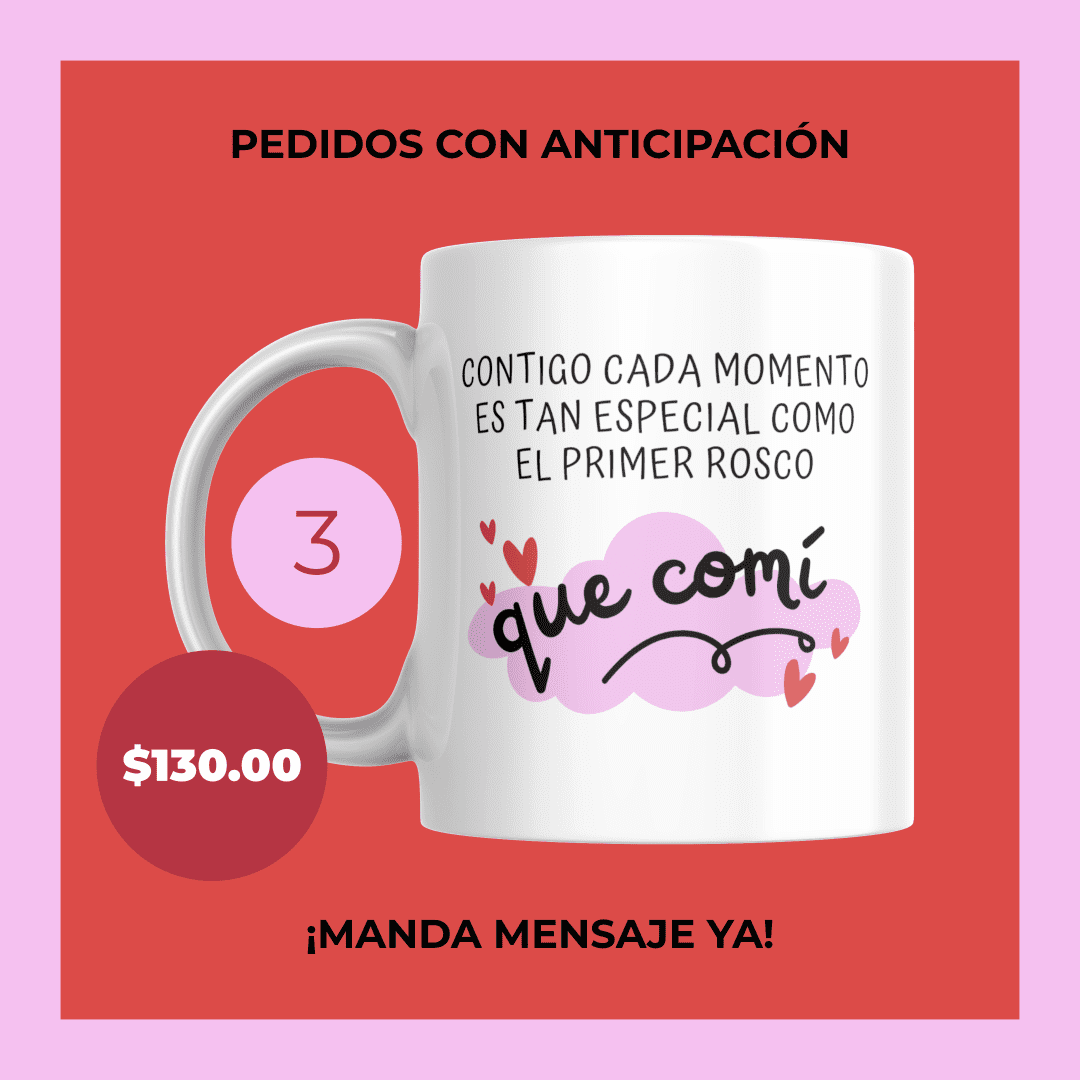 PEDIDOS CON ANTICIPACIÓN
CONTIGO CADA MOMENTO
ES TAN ESPECIAL COMO
EL PRIMER ROSCO
que comí
3
$130.00
¡MANDA MENSAJE YA!